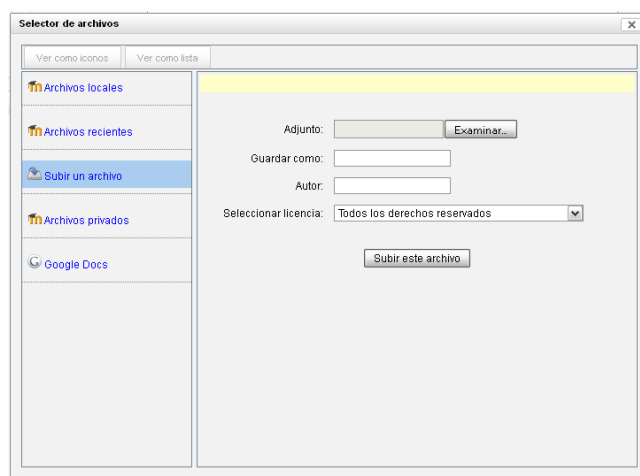 Selector de archivos
Ver como iconos Ver como lista
Archivos locales
Archivos recientes
Subir un archivo
Archivos privados
Google Docs
Adjunto: Examinar...
Guardar como:
Autor:
Seleccionar licencia: Todos los derechos reservados
Subir este archivo